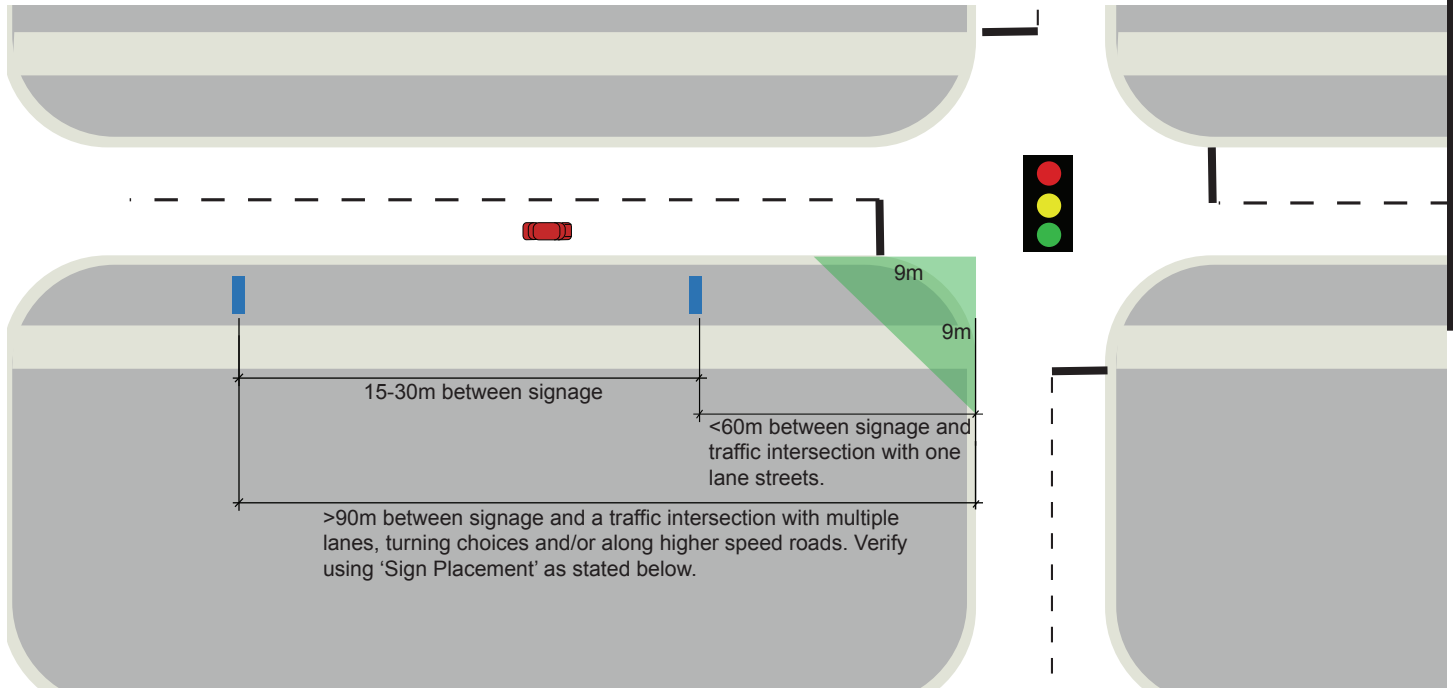 9m
9m
15-30m between signage
<60m between signage and
traffic intersection with one
lane streets.
>90m between signage and a traffic intersection with multiple
lanes, turning choices and/or along higher speed roads. Verify
using ‘Sign Placement’ as stated below.